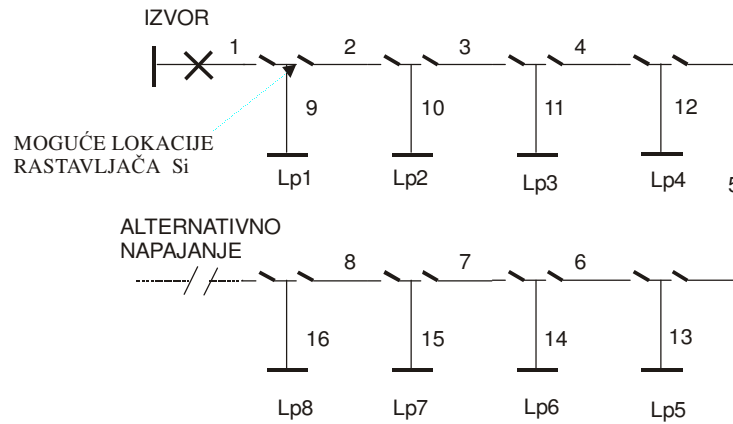 IZVOR
1 2 3 4
9 10 11 12
MOGUĆE LOKACIJE
RASTAVLJAČA Si
Lp1 Lp2 Lp3 Lp4 5
ALTERNATIVNO
NAPAJANJE
8 7 6
16 15 14 13
Lp8 Lp7 Lp6 Lp5